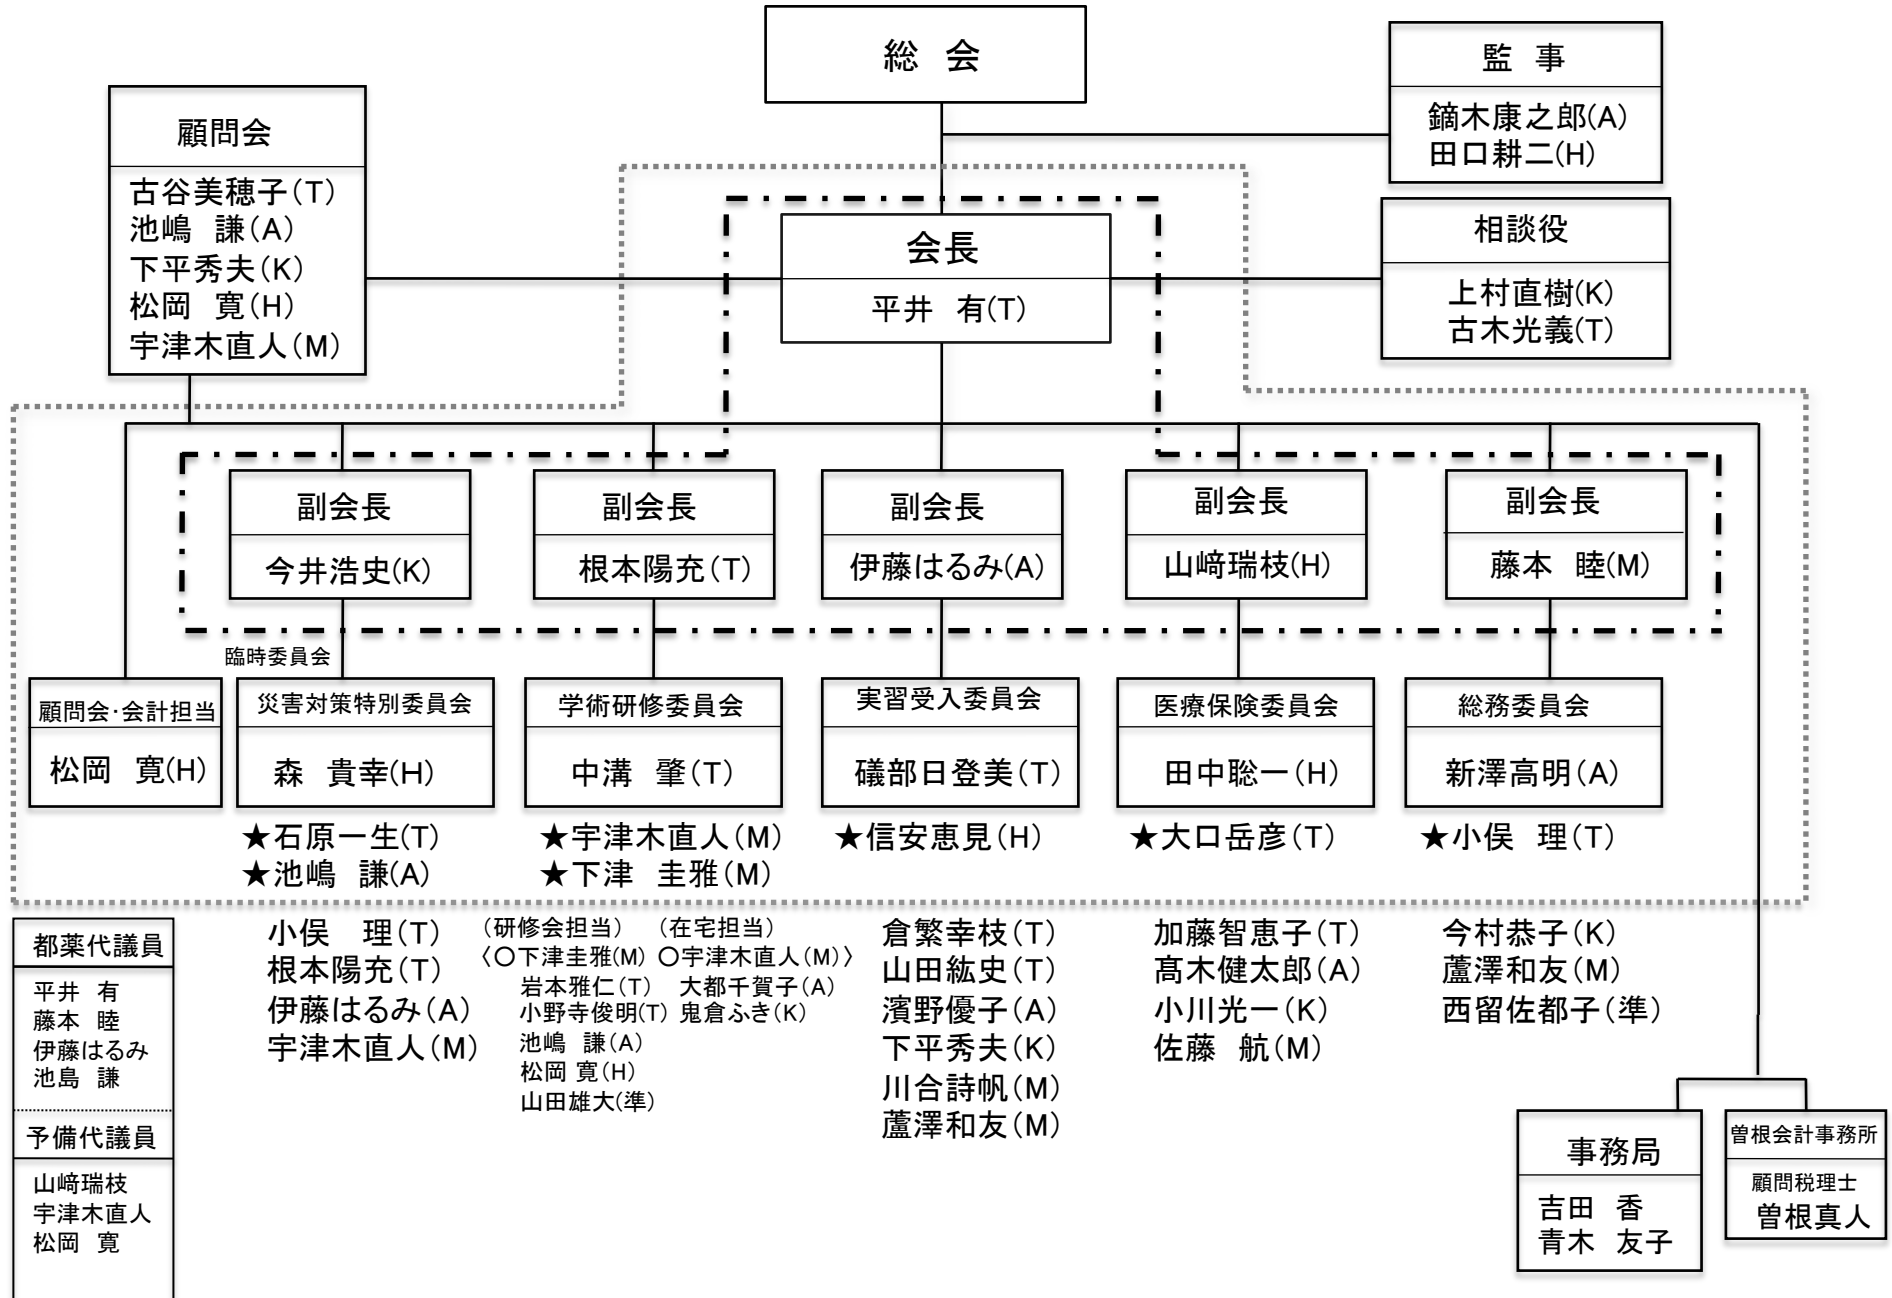 総 会
監 事
鏑木康之郎(A)
田口耕二(H)
顧問会
古谷美穂子(T)
池嶋 謙(A)
下平秀夫(K)
松岡 寛(H)
宇津木直人(M)
会長
平井 有(T)
相談役
上村直樹(K)
古木光義(T)
副会長
今井浩史(K)
副会長
根本陽充(T)
副会長
伊藤はるみ(A)
副会長
山﨑瑞枝(H)
副会長
藤本 睦(M)
臨時委員会
顧問会・会計担当
松岡 寛(H)
災害対策特別委員会
森 貴幸(H)
★石原一生(T)
★池嶋 謙(A)
小俣 理(T)
根本陽充(T)
伊藤はるみ(A)
宇津木直人(M)
学術研修委員会
中溝 肇(T)
★宇津木直人(M)
★下津 圭雅(M)
(研修会担当) (在宅担当)
〈〇下津圭雅(M) 〇宇津木直人(M)〉
岩本雅仁(T) 大都千賀子(A)
小野寺俊明(T) 鬼倉ふき(K)
池嶋 謙(A)
松岡 寛(H)
山田雄大(準)
実習受入委員会
礒部日登美(T)
★信安恵見(H)
倉繁幸枝(T)
山田紘史(T)
濱野優子(A)
下平秀夫(K)
川合詩帆(M)
蘆澤和友(M)
医療保険委員会
田中聡一(H)
★大口岳彦(T)
加藤智恵子(T)
髙木健太郎(A)
小川光一(K)
佐藤 航(M)
総務委員会
新澤高明(A)
★小俣 理(T)
今村恭子(K)
蘆澤和友(M)
西留佐都子(準)
都薬代議員
平井 有
藤本 睦
伊藤はるみ
池島 謙
予備代議員
山﨑瑞枝
宇津木直人
松岡 寛
事務局
吉田 香
青木 友子
曽根会計事務所
顧問税理士
曽根真人